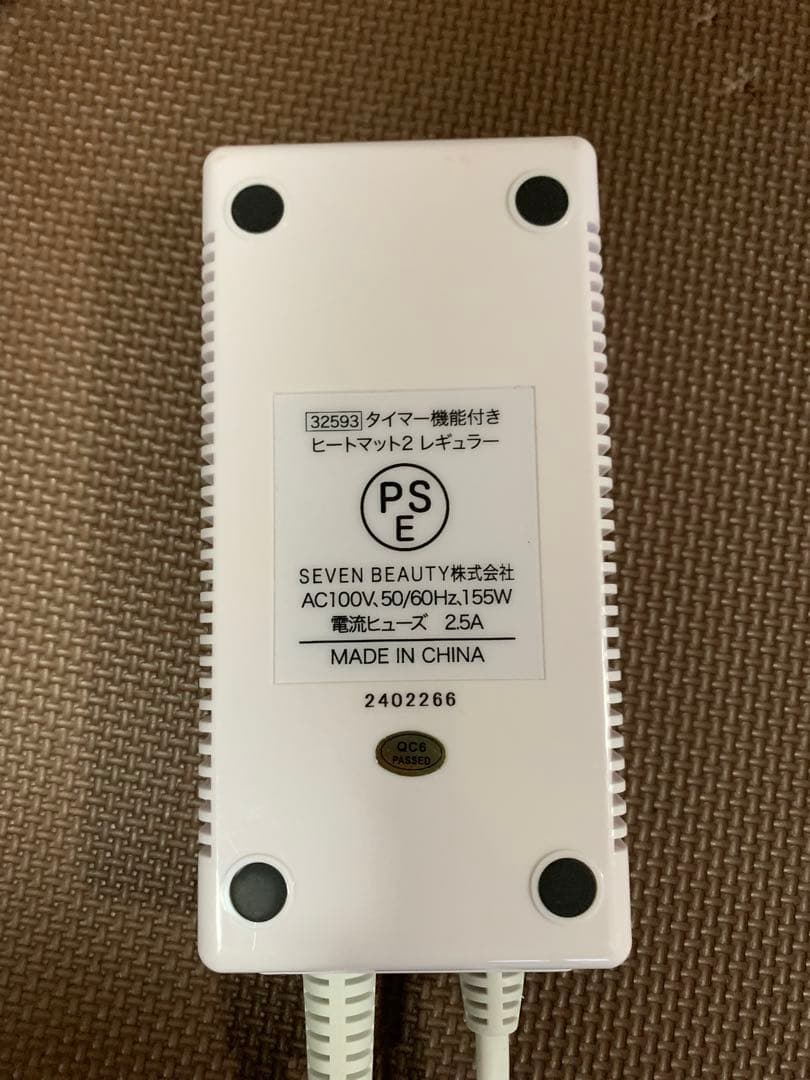 32593 タイマー機能付き
ヒートマット2 レギュラー
PS
E
SEVEN BEAUTY株式会社
AC100V、50/60Hz、155W
電流ヒューズ 2.5A
MADE IN CHINA
2402266
QC6
PASSED